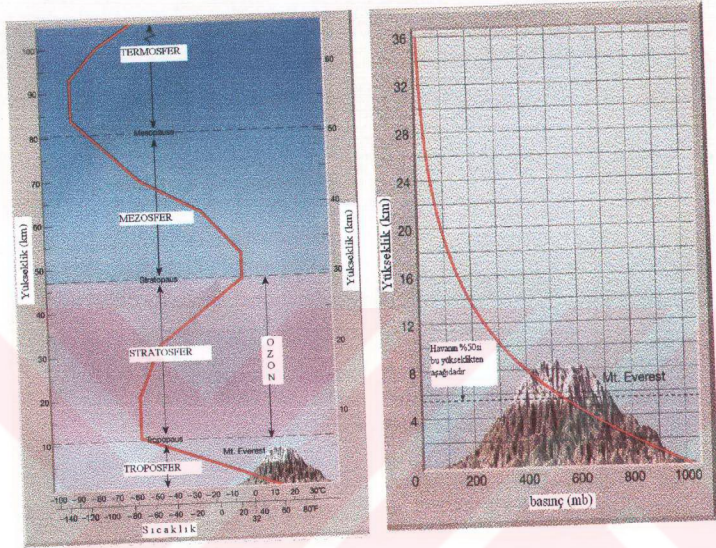 TERMOSFER
Mesopause
MEZOSFER
Stratopaus
STRATOSFER
OZON
Tropopaus
Mt. Everest
TROPOSFER
Yükseklik (km)
100
90
80
70
60
50
40
30
20
10
60
50
40
30
20
10
Yükseklik (km)
-100 -90 -80 -70 -60 -50 -40 -30 -20 -10 0 10 20 30°C
-140 -120 -100 -80 -60 -40 -20 0 20 32 40 60 80°F
Sıcaklık
36
32
28
24
20
16
12
8
4
Yükseklik (km)
Havanın %50si
bu yükseklikten
aşağıdadır
Mt. Everest
0 200 400 600 800 1000
basınç (mb)